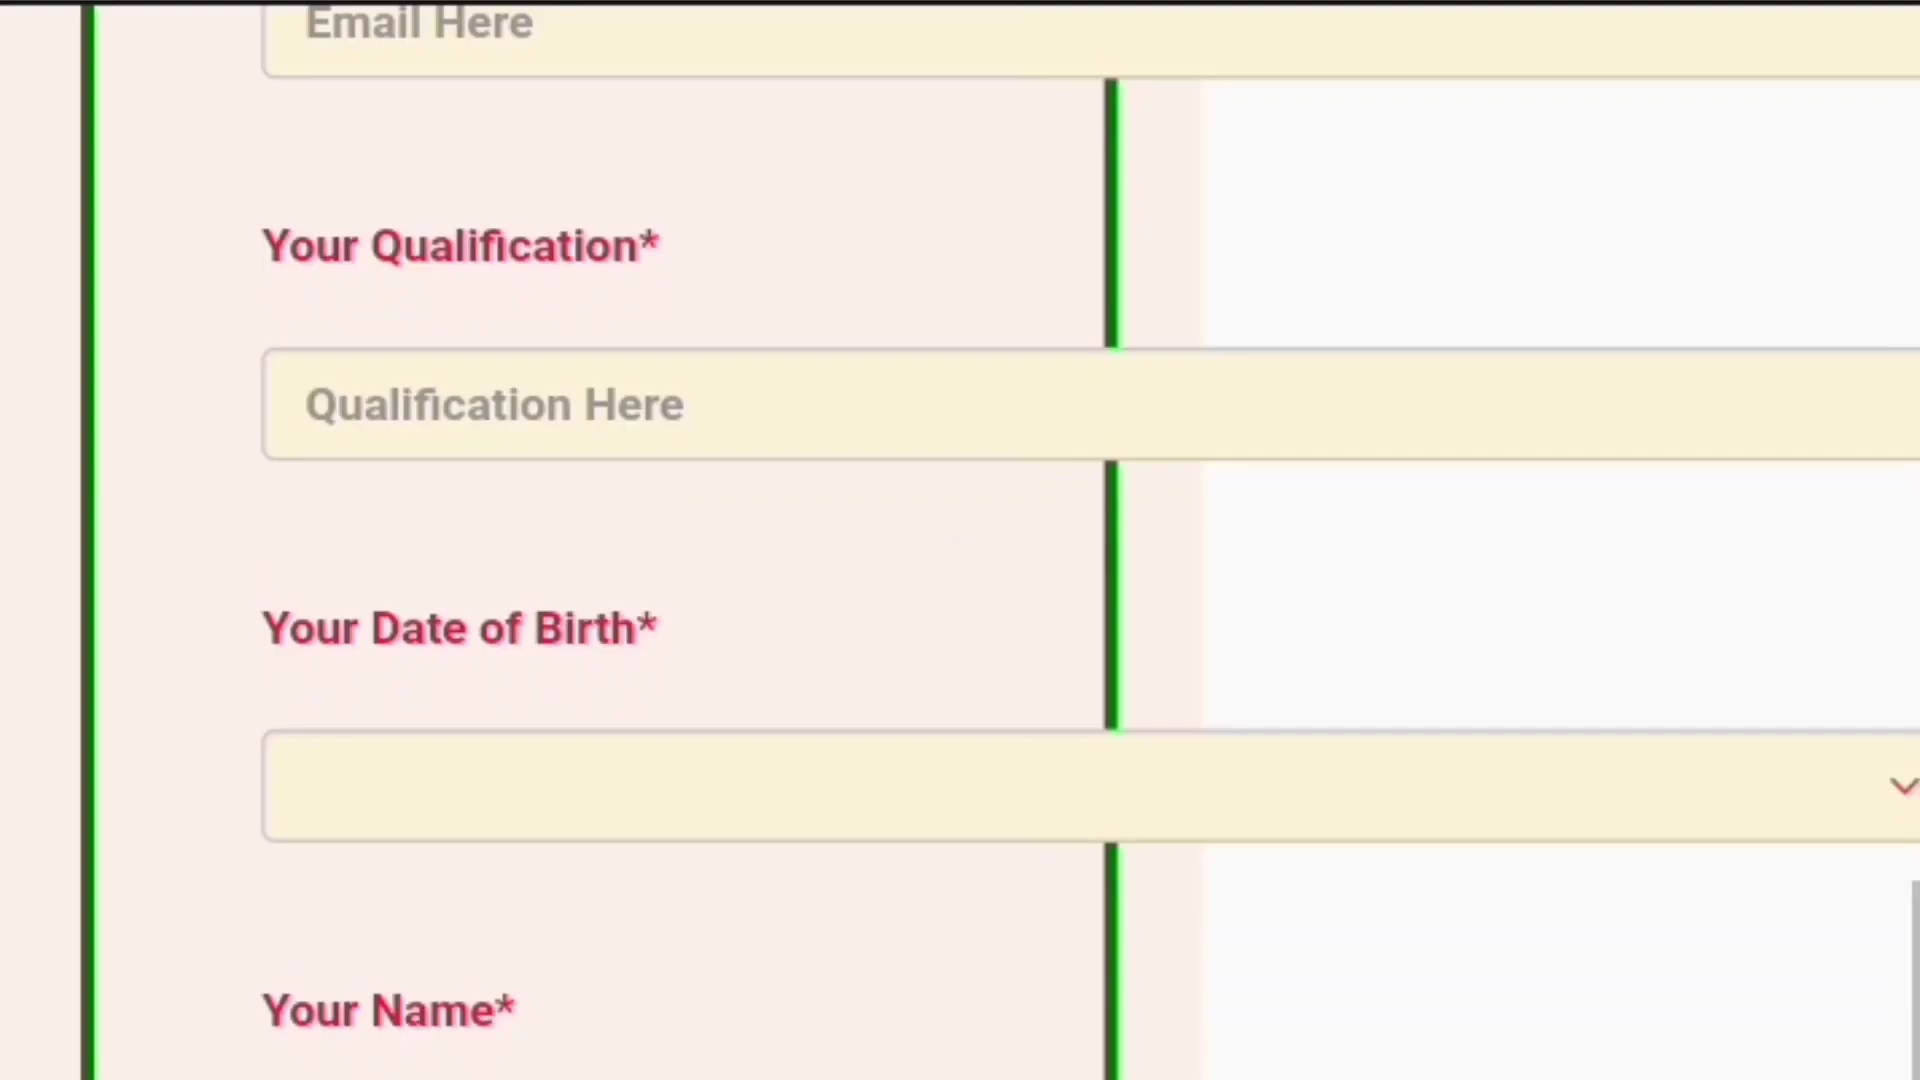 Email Here
Your Qualification*
Qualification Here
Your Date of Birth*
Your Name*